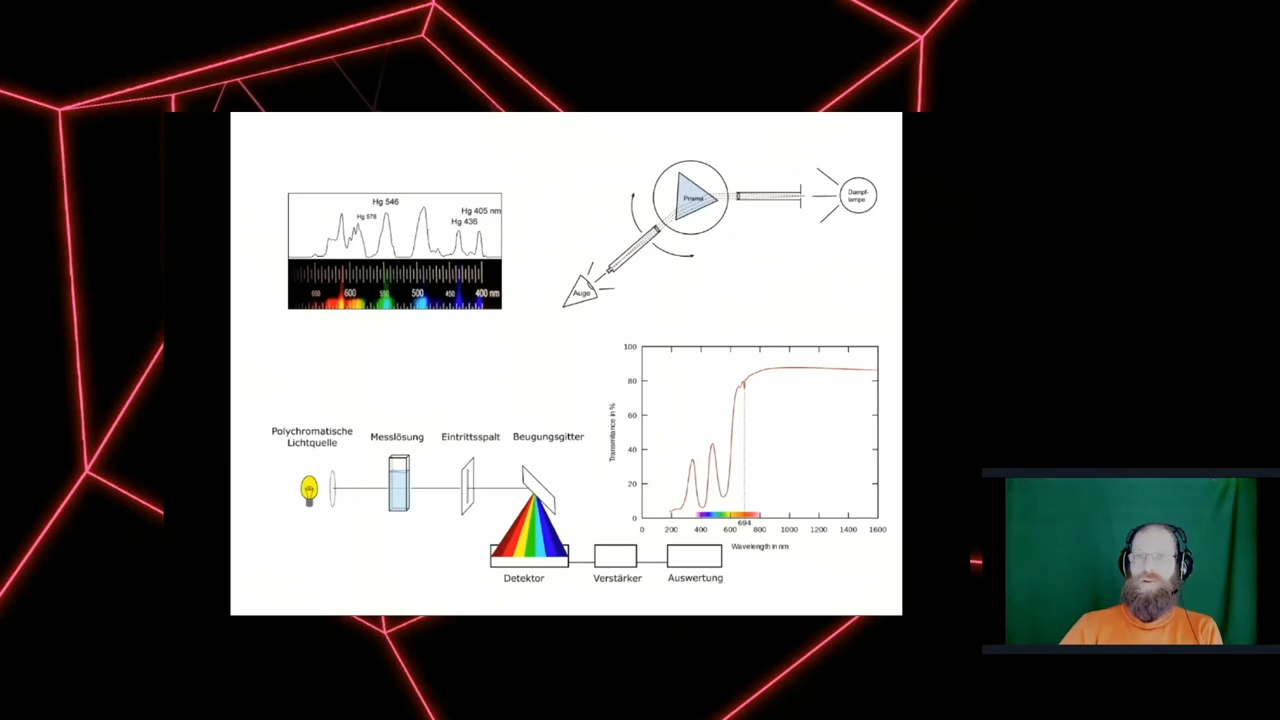 Hg 546
Hg 405 nm
Hg 578
Hg 436
650
600
550
500
450
400 nm
Prisma
Dampf-
lampe
Auge
Polychromatische
Lichtquelle
Messlösung
Eintrittsspalt
Beugungsgitter
Detektor
Verstärker
Auswertung
100
80
60
40
20
0
Transmitance in %
0 200 400 600 800 1000 1200 1400 1600
694
Wavelength in nm